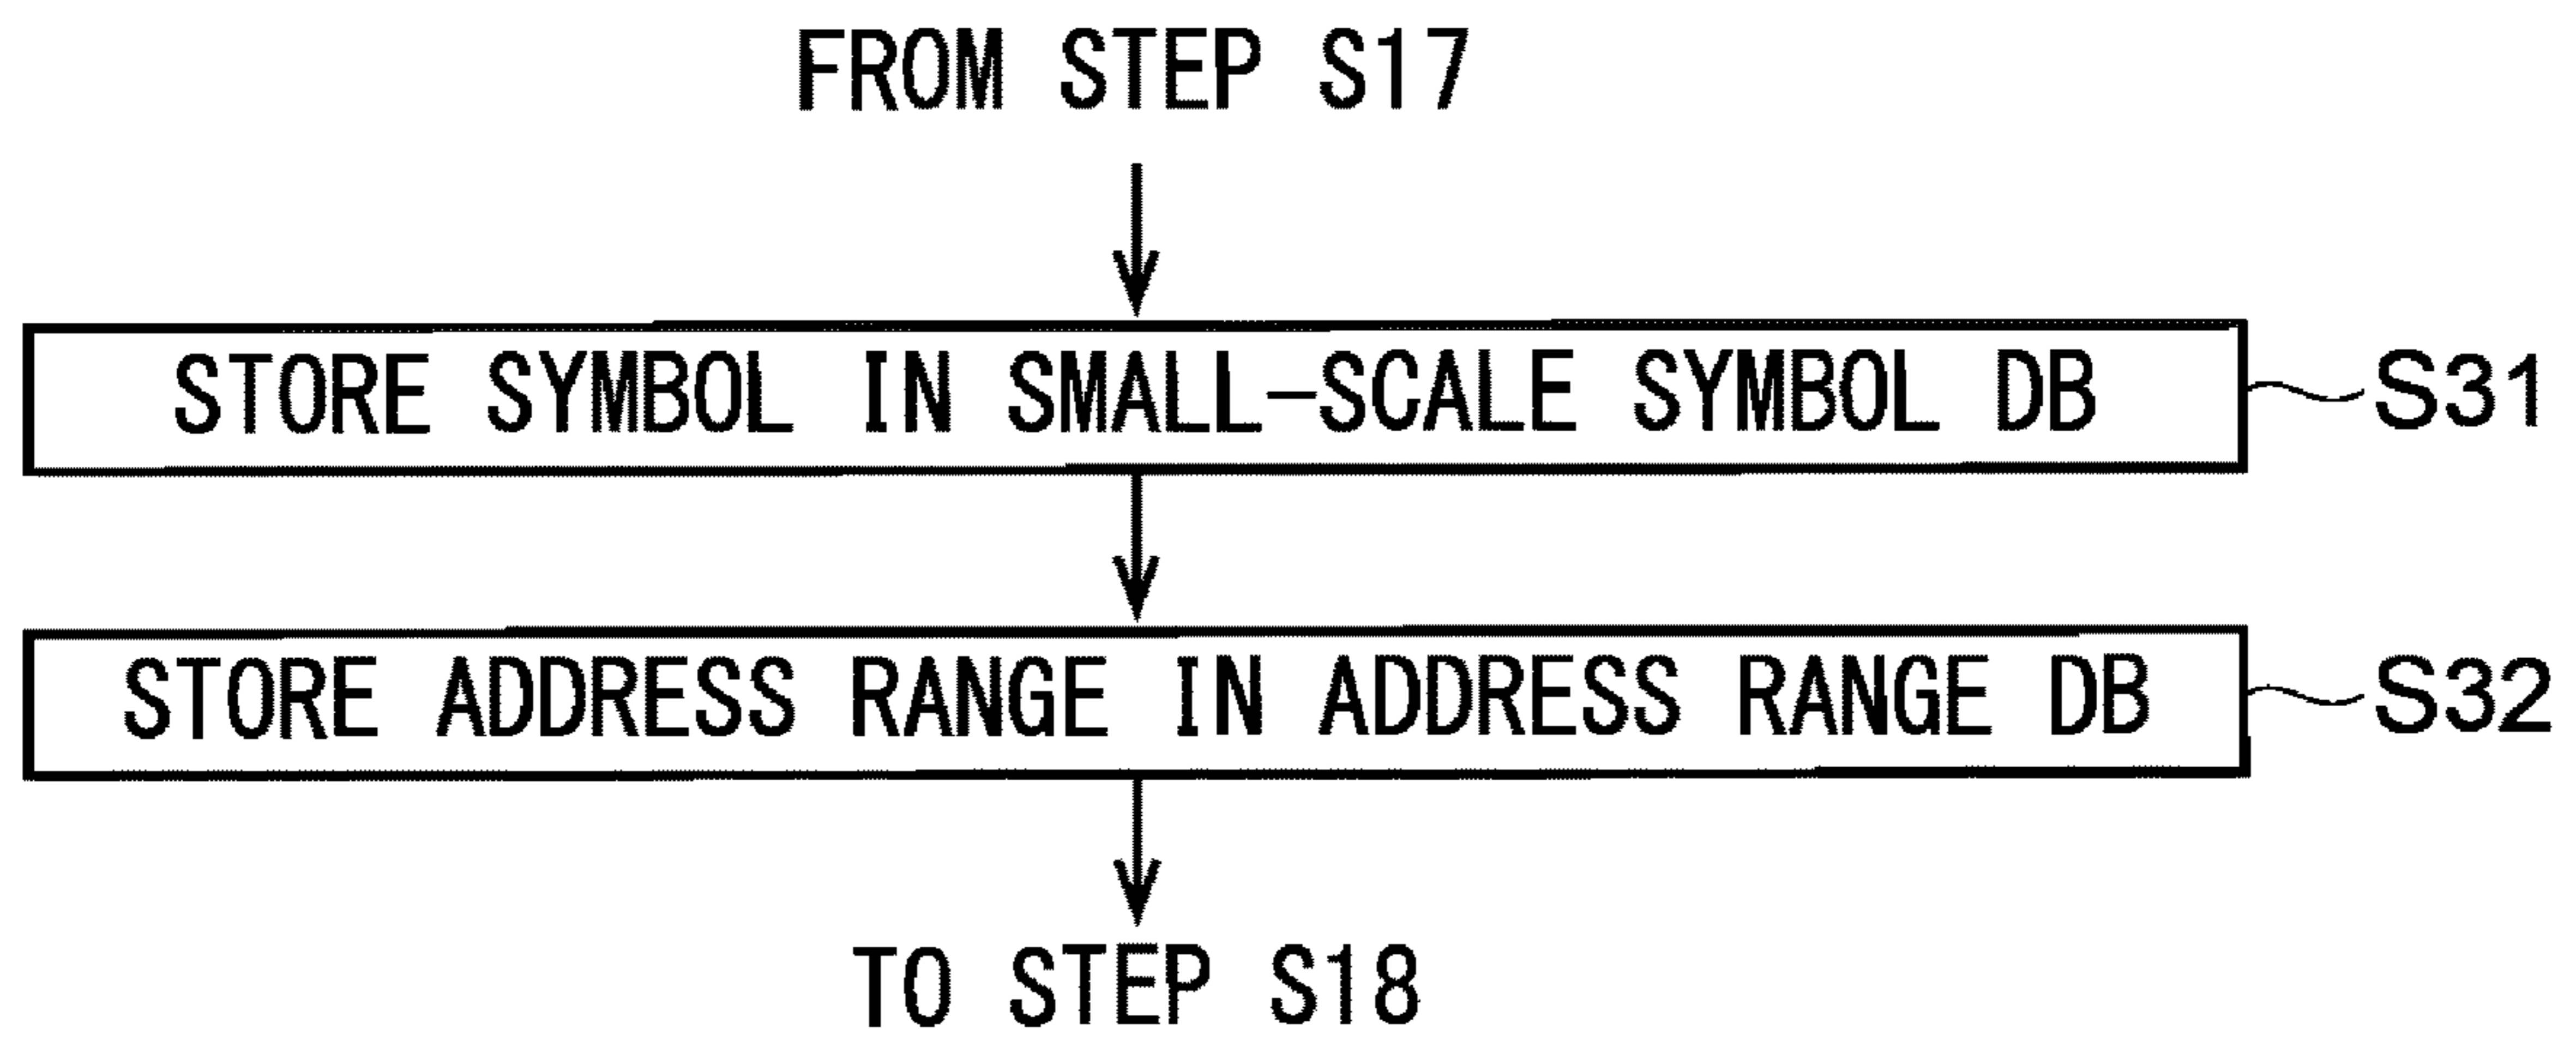 FROM STEP S17
STORE SYMBOL IN SMALL-SCALE SYMBOL DB
S31
STORE ADDRESS RANGE IN ADDRESS RANGE DB
S32
TO STEP S18